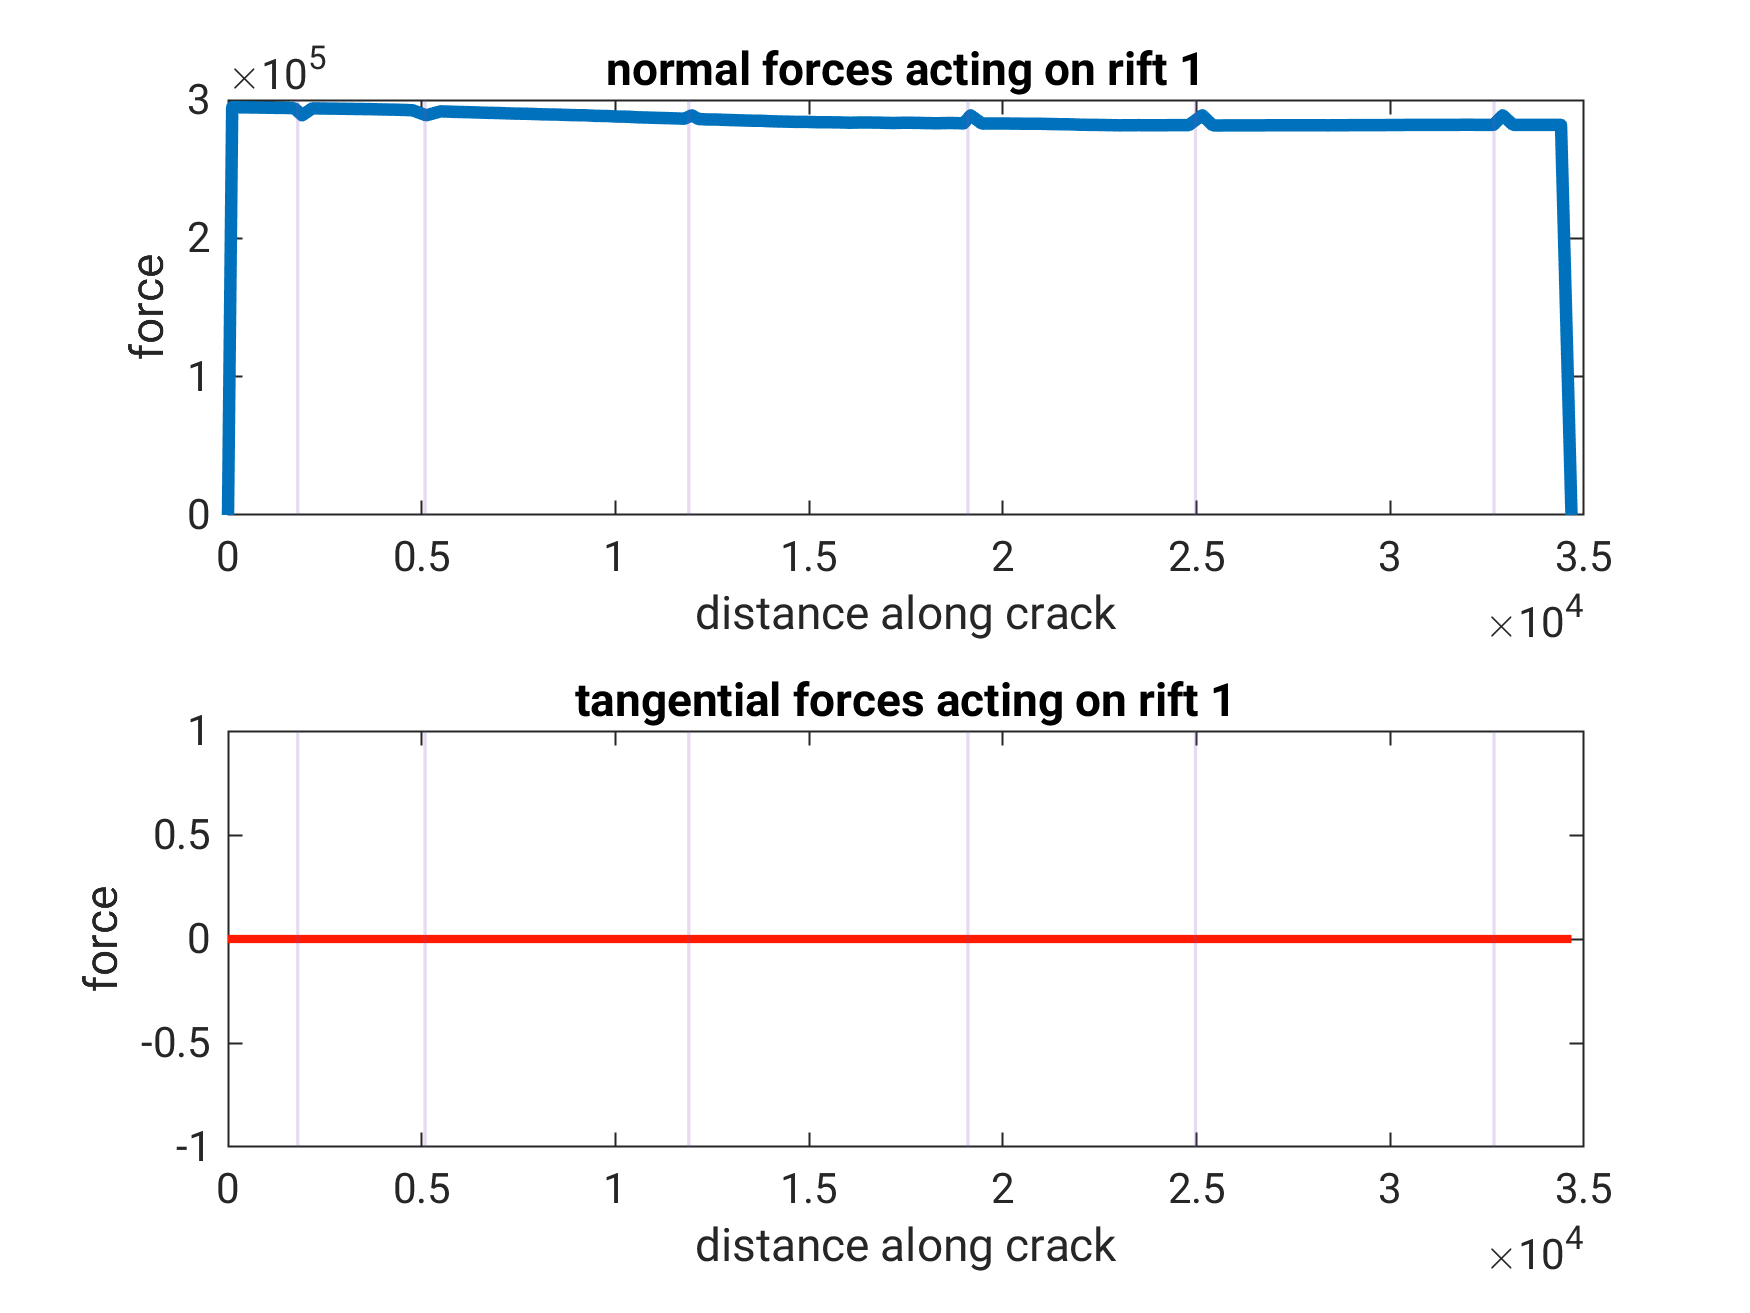 ×10^5
normal forces acting on rift 1
3
2
1
0
force
0 0.5 1 1.5 2 2.5 3 3.5
distance along crack
×10^4
tangential forces acting on rift 1
1
0.5
0
-0.5
-1
force
0 0.5 1 1.5 2 2.5 3 3.5
distance along crack
×10^4